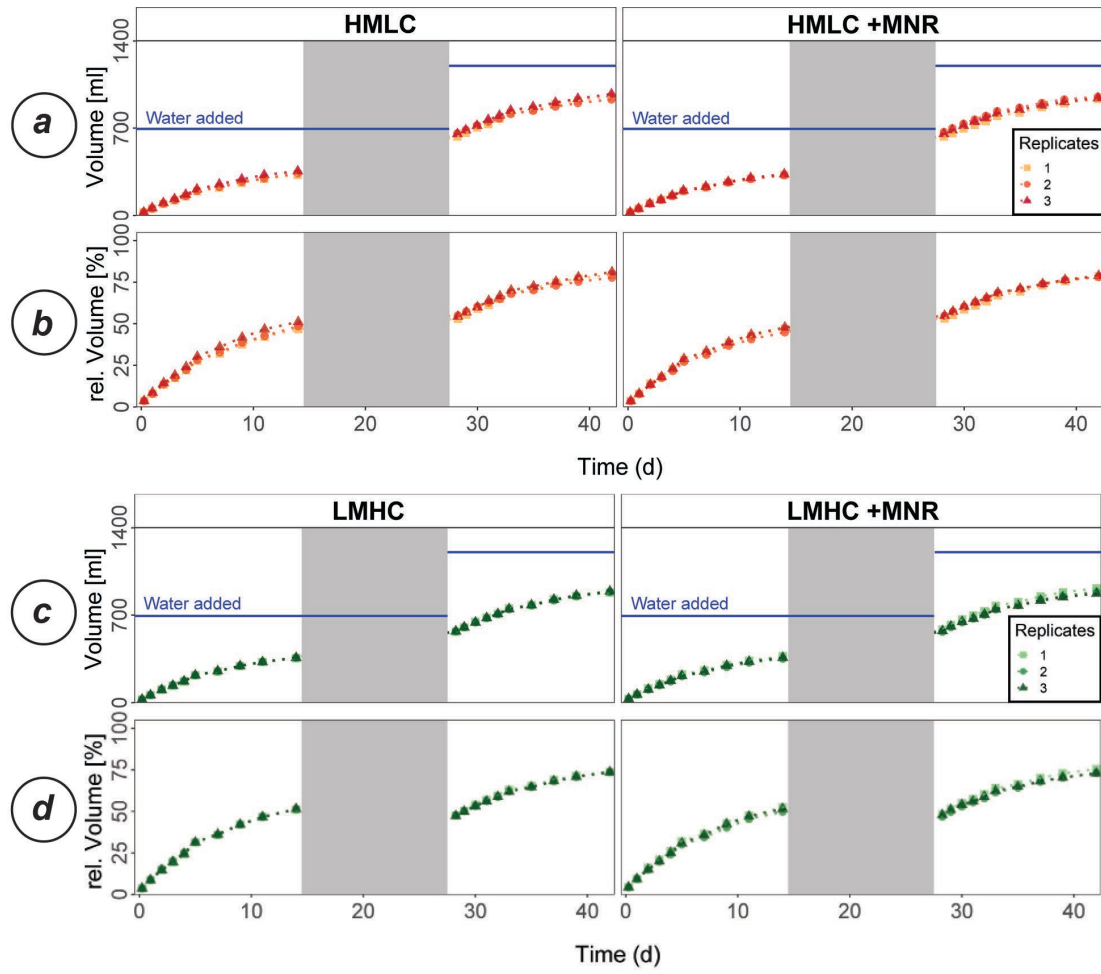 HMLC
HMLC +MNR
a
Volume [ml]
1400
700
0
Water added
Water added
Replicates
1
2
3
b
rel. Volume [%]
100
75
50
25
0
0 10 20 30 40
0 10 20 30 40
Time (d)
LMHC
LMHC +MNR
c
Volume [ml]
1400
700
0
Water added
Water added
Replicates
1
2
3
d
rel. Volume [%]
100
75
50
25
0
0 10 20 30 40
0 10 20 30 40
Time (d)